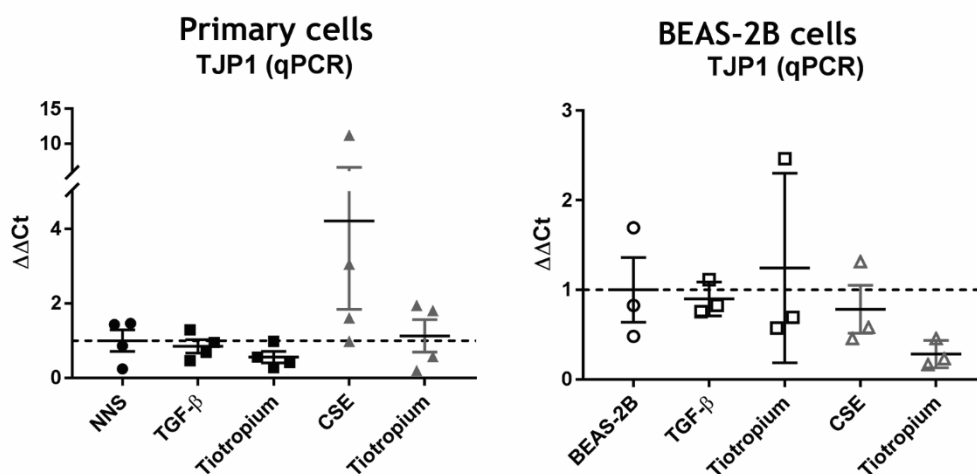 Primary cells
TJP1 (qPCR)
15
10
4
2
0
ΔΔCt
NNS
TGF-β
Tiotropium
CSE
Tiotropium
BEAS-2B cells
TJP1 (qPCR)
3
2
1
0
ΔΔCt
BEAS-2B
TGF-β
Tiotropium
CSE
Tiotropium